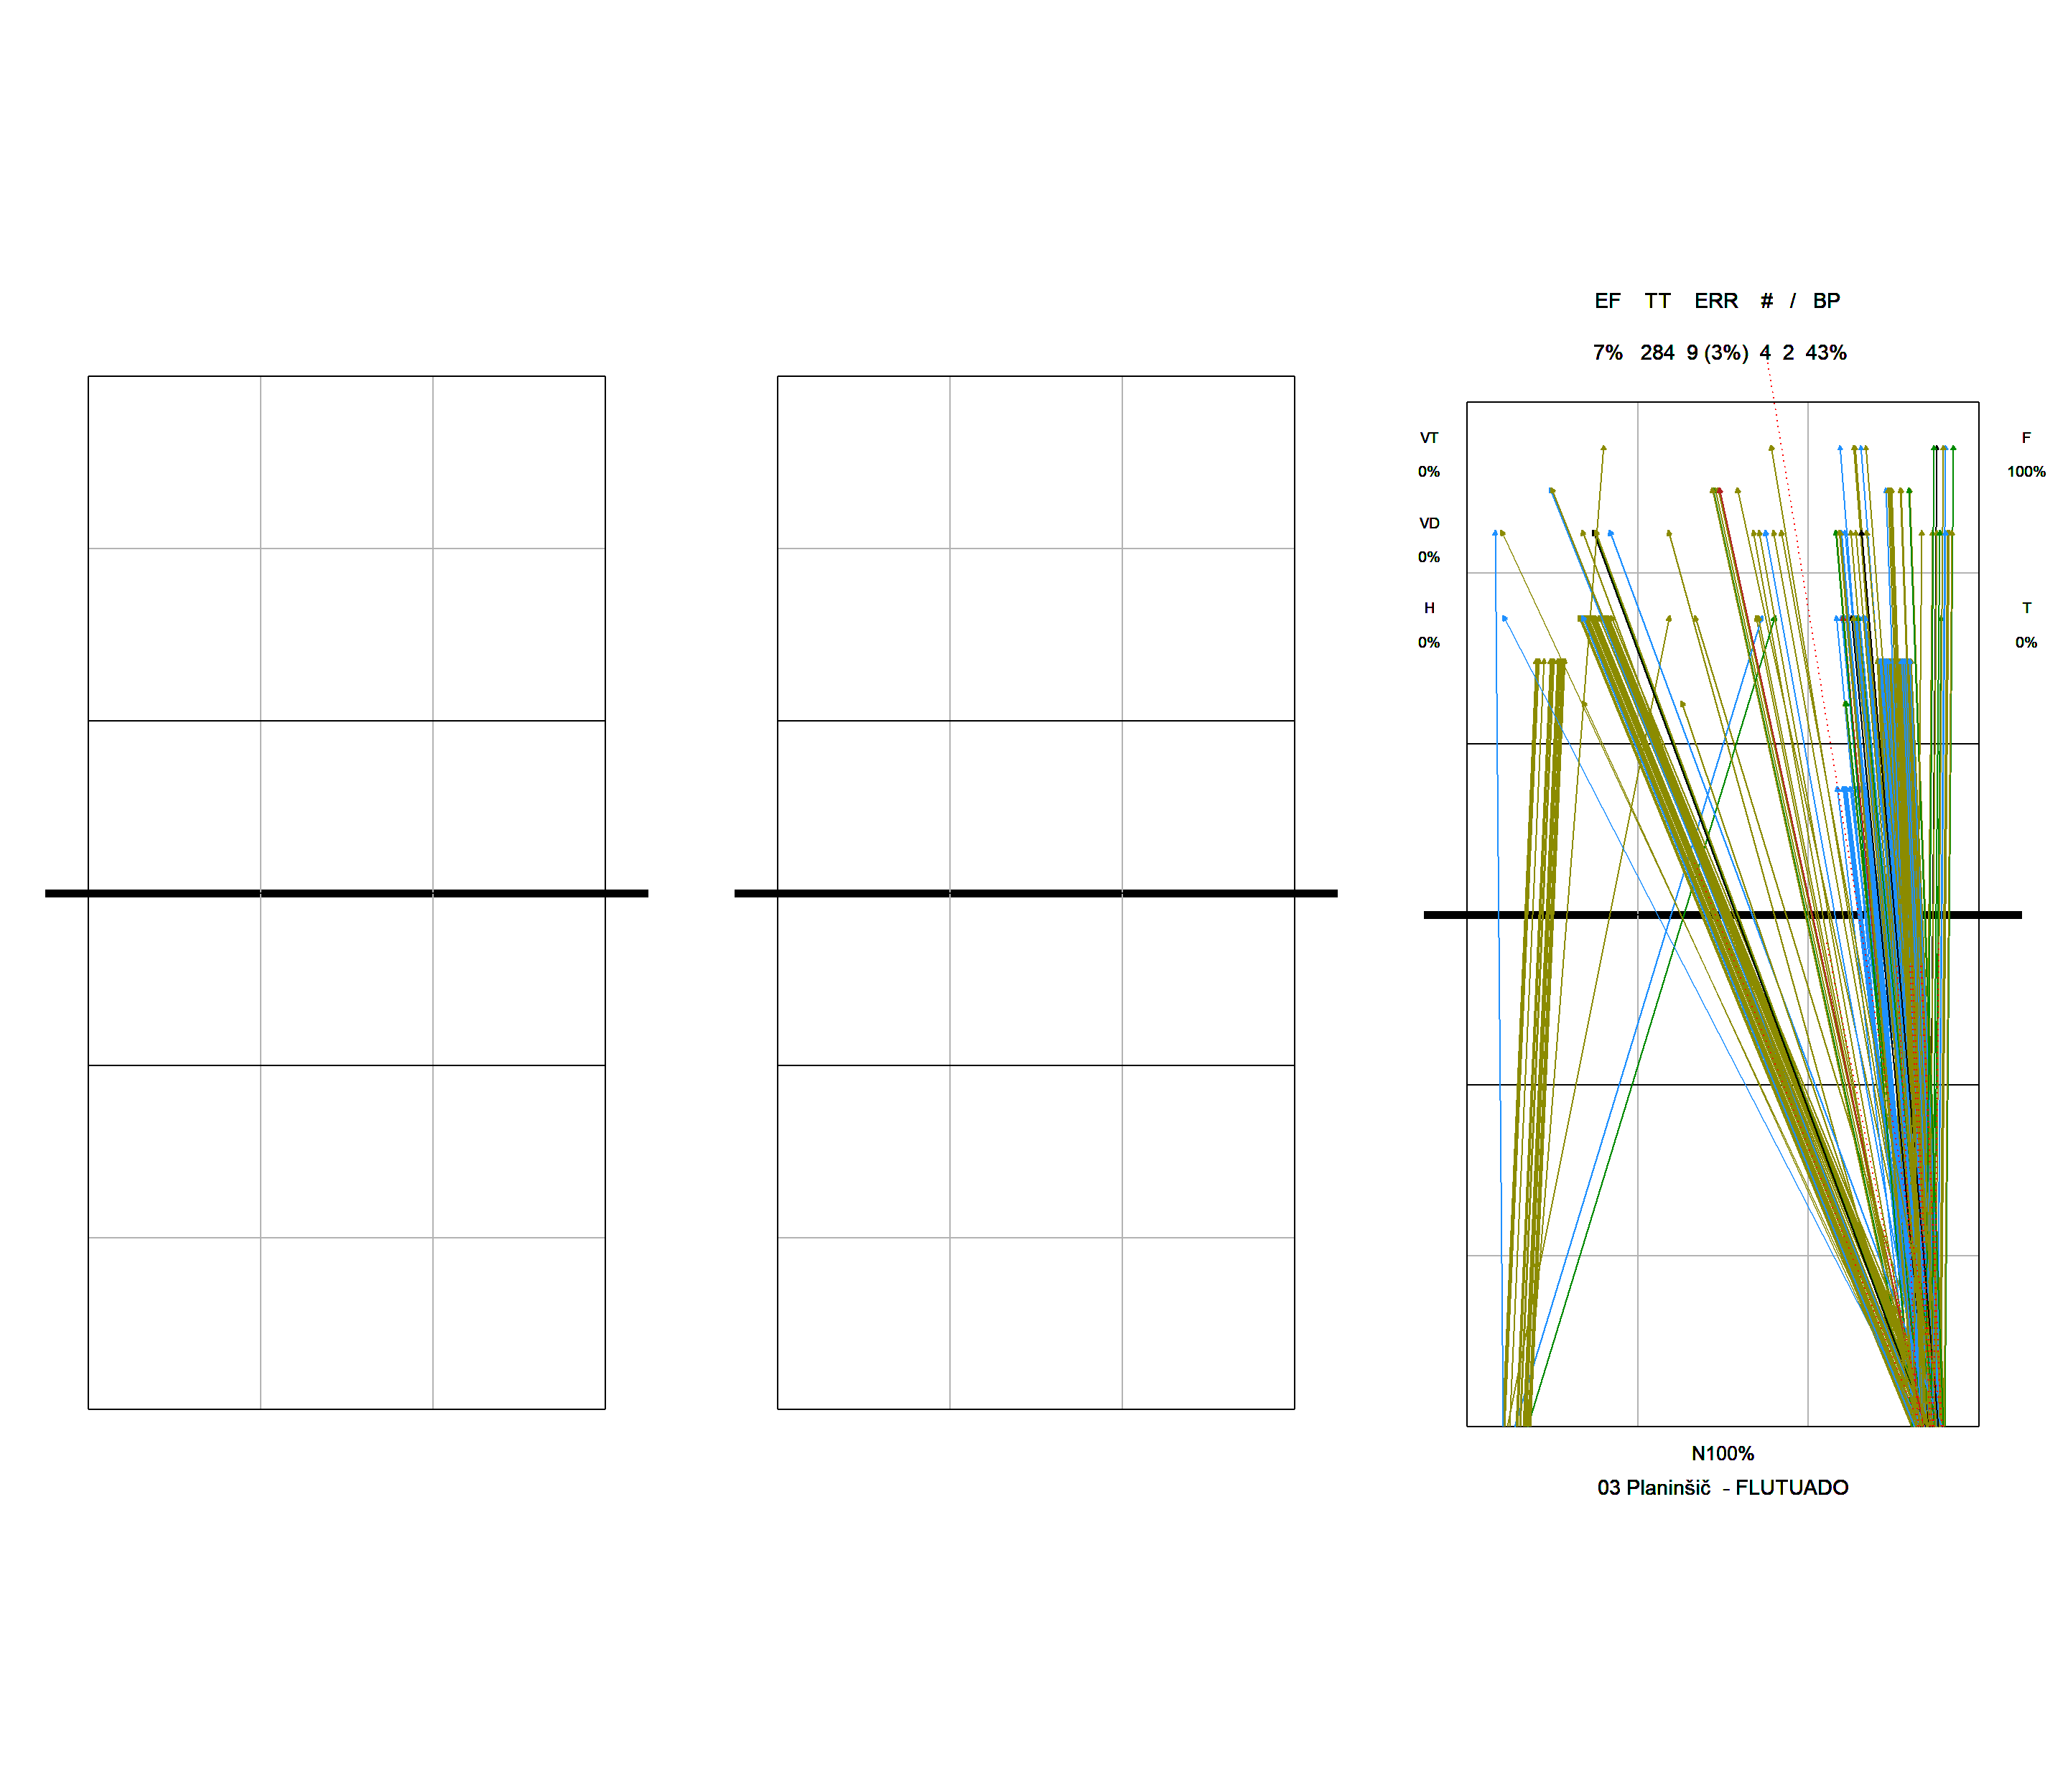 EF TT ERR # / BP
7% 284 9 (3%) 4 2 43%
VT F
0% 100%
VD
0%
H T
0% 0%
N100%
03 Planinšič - FLUTUADO